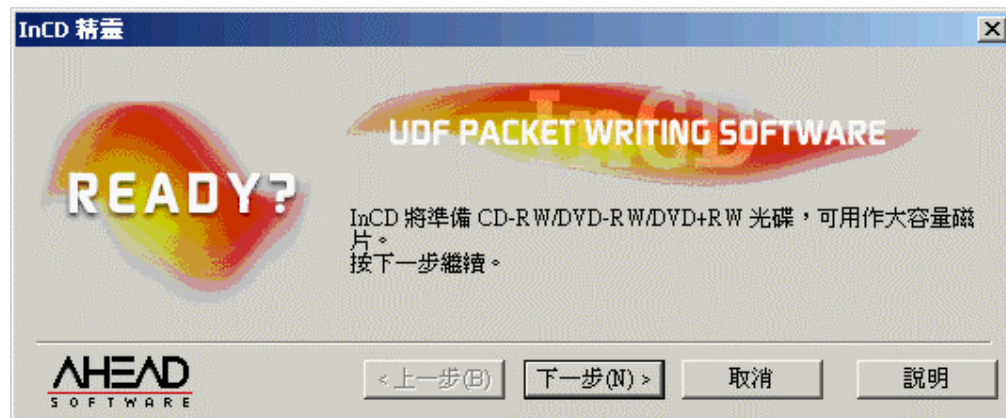 InCD 精靈
READY?
InCD
UDF PACKET WRITING SOFTWARE
InCD 將準備 CD-RW/DVD-RW/DVD+RW 光碟，可用作大容量磁
片。
按下一步繼續。
AHEAD
SOFTWARE
<上一步(B)
下一步(N)>
取消
說明